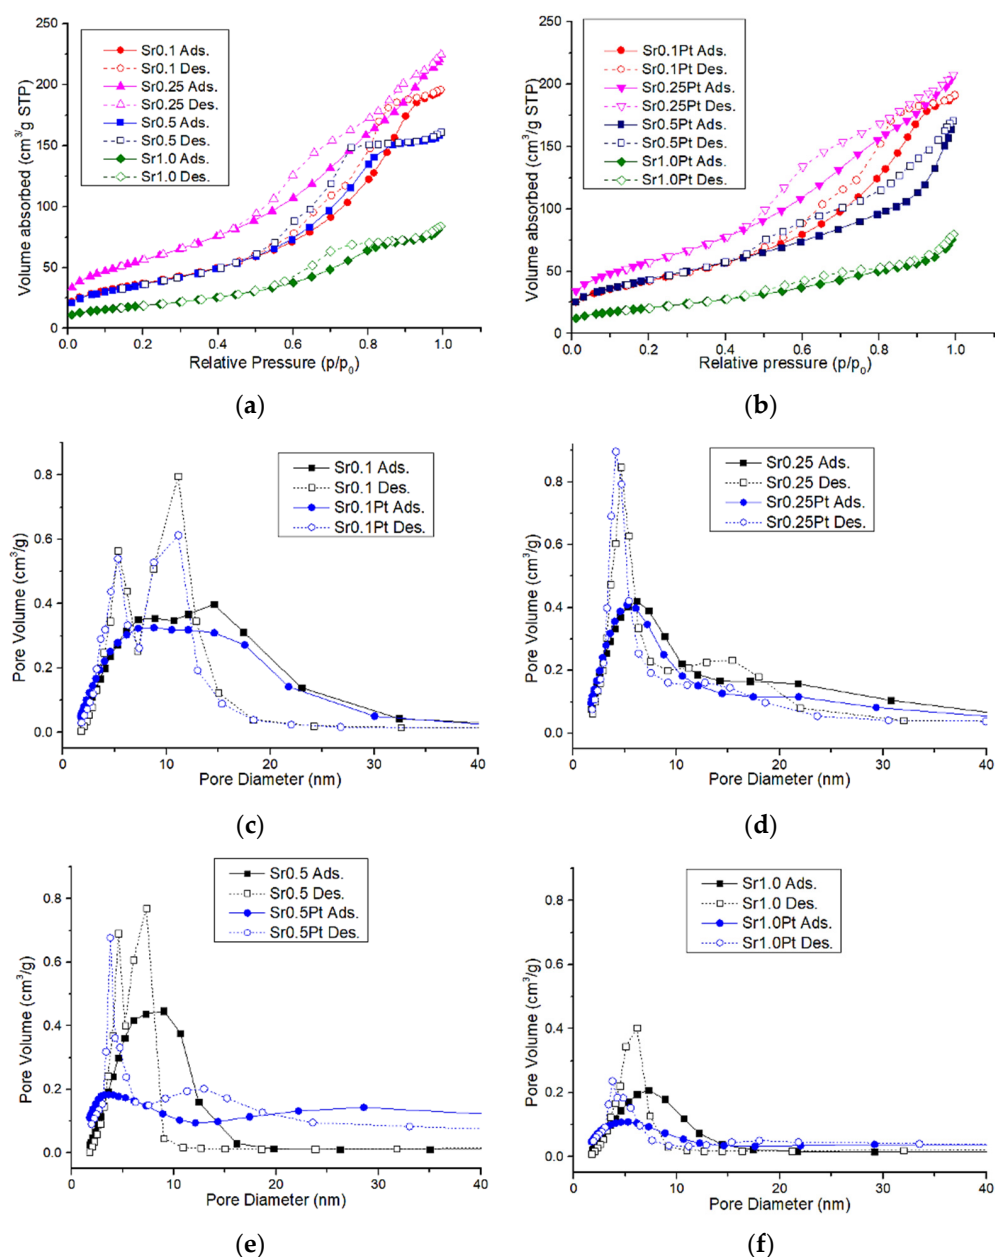 250
200
150
100
50
0
Volume absorbed (cm³/g STP)
Sr0.1 Ads.
Sr0.1 Des.
Sr0.25 Ads.
Sr0.25 Des.
Sr0.5 Ads.
Sr0.5 Des.
Sr1.0 Ads.
Sr1.0 Des.
0.0 0.2 0.4 0.6 0.8 1.0
Relative Pressure (p/p₀)
(a)
250
200
150
100
50
0
Volume absorbed (cm³/g STP)
Sr0.1Pt Ads.
Sr0.1Pt Des.
Sr0.25Pt Ads.
Sr0.25Pt Des.
Sr0.5Pt Ads.
Sr0.5Pt Des.
Sr1.0Pt Ads.
Sr1.0Pt Des.
0.0 0.2 0.4 0.6 0.8 1.0
Relative pressure (p/p₀)
(b)
0.8
0.6
0.4
0.2
0.0
Pore Volume (cm³/g)
Sr0.1 Ads.
Sr0.1 Des.
Sr0.1Pt Ads.
Sr0.1Pt Des.
0 10 20 30 40
Pore Diameter (nm)
(c)
0.8
0.6
0.4
0.2
0.0
Pore Volume (cm³/g)
Sr0.25 Ads.
Sr0.25 Des.
Sr0.25Pt Ads.
Sr0.25Pt Des.
0 10 20 30 40
Pore Diameter (nm)
(d)
0.8
0.6
0.4
0.2
0.0
Pore Volume (cm³/g)
Sr0.5 Ads.
Sr0.5 Des.
Sr0.5Pt Ads.
Sr0.5Pt Des.
0 10 20 30 40
Pore Diameter (nm)
(e)
0.8
0.6
0.4
0.2
0.0
Pore Volume (cm³/g)
Sr1.0 Ads.
Sr1.0 Des.
Sr1.0Pt Ads.
Sr1.0Pt Des.
0 10 20 30 40
Pore Diameter (nm)
(f)